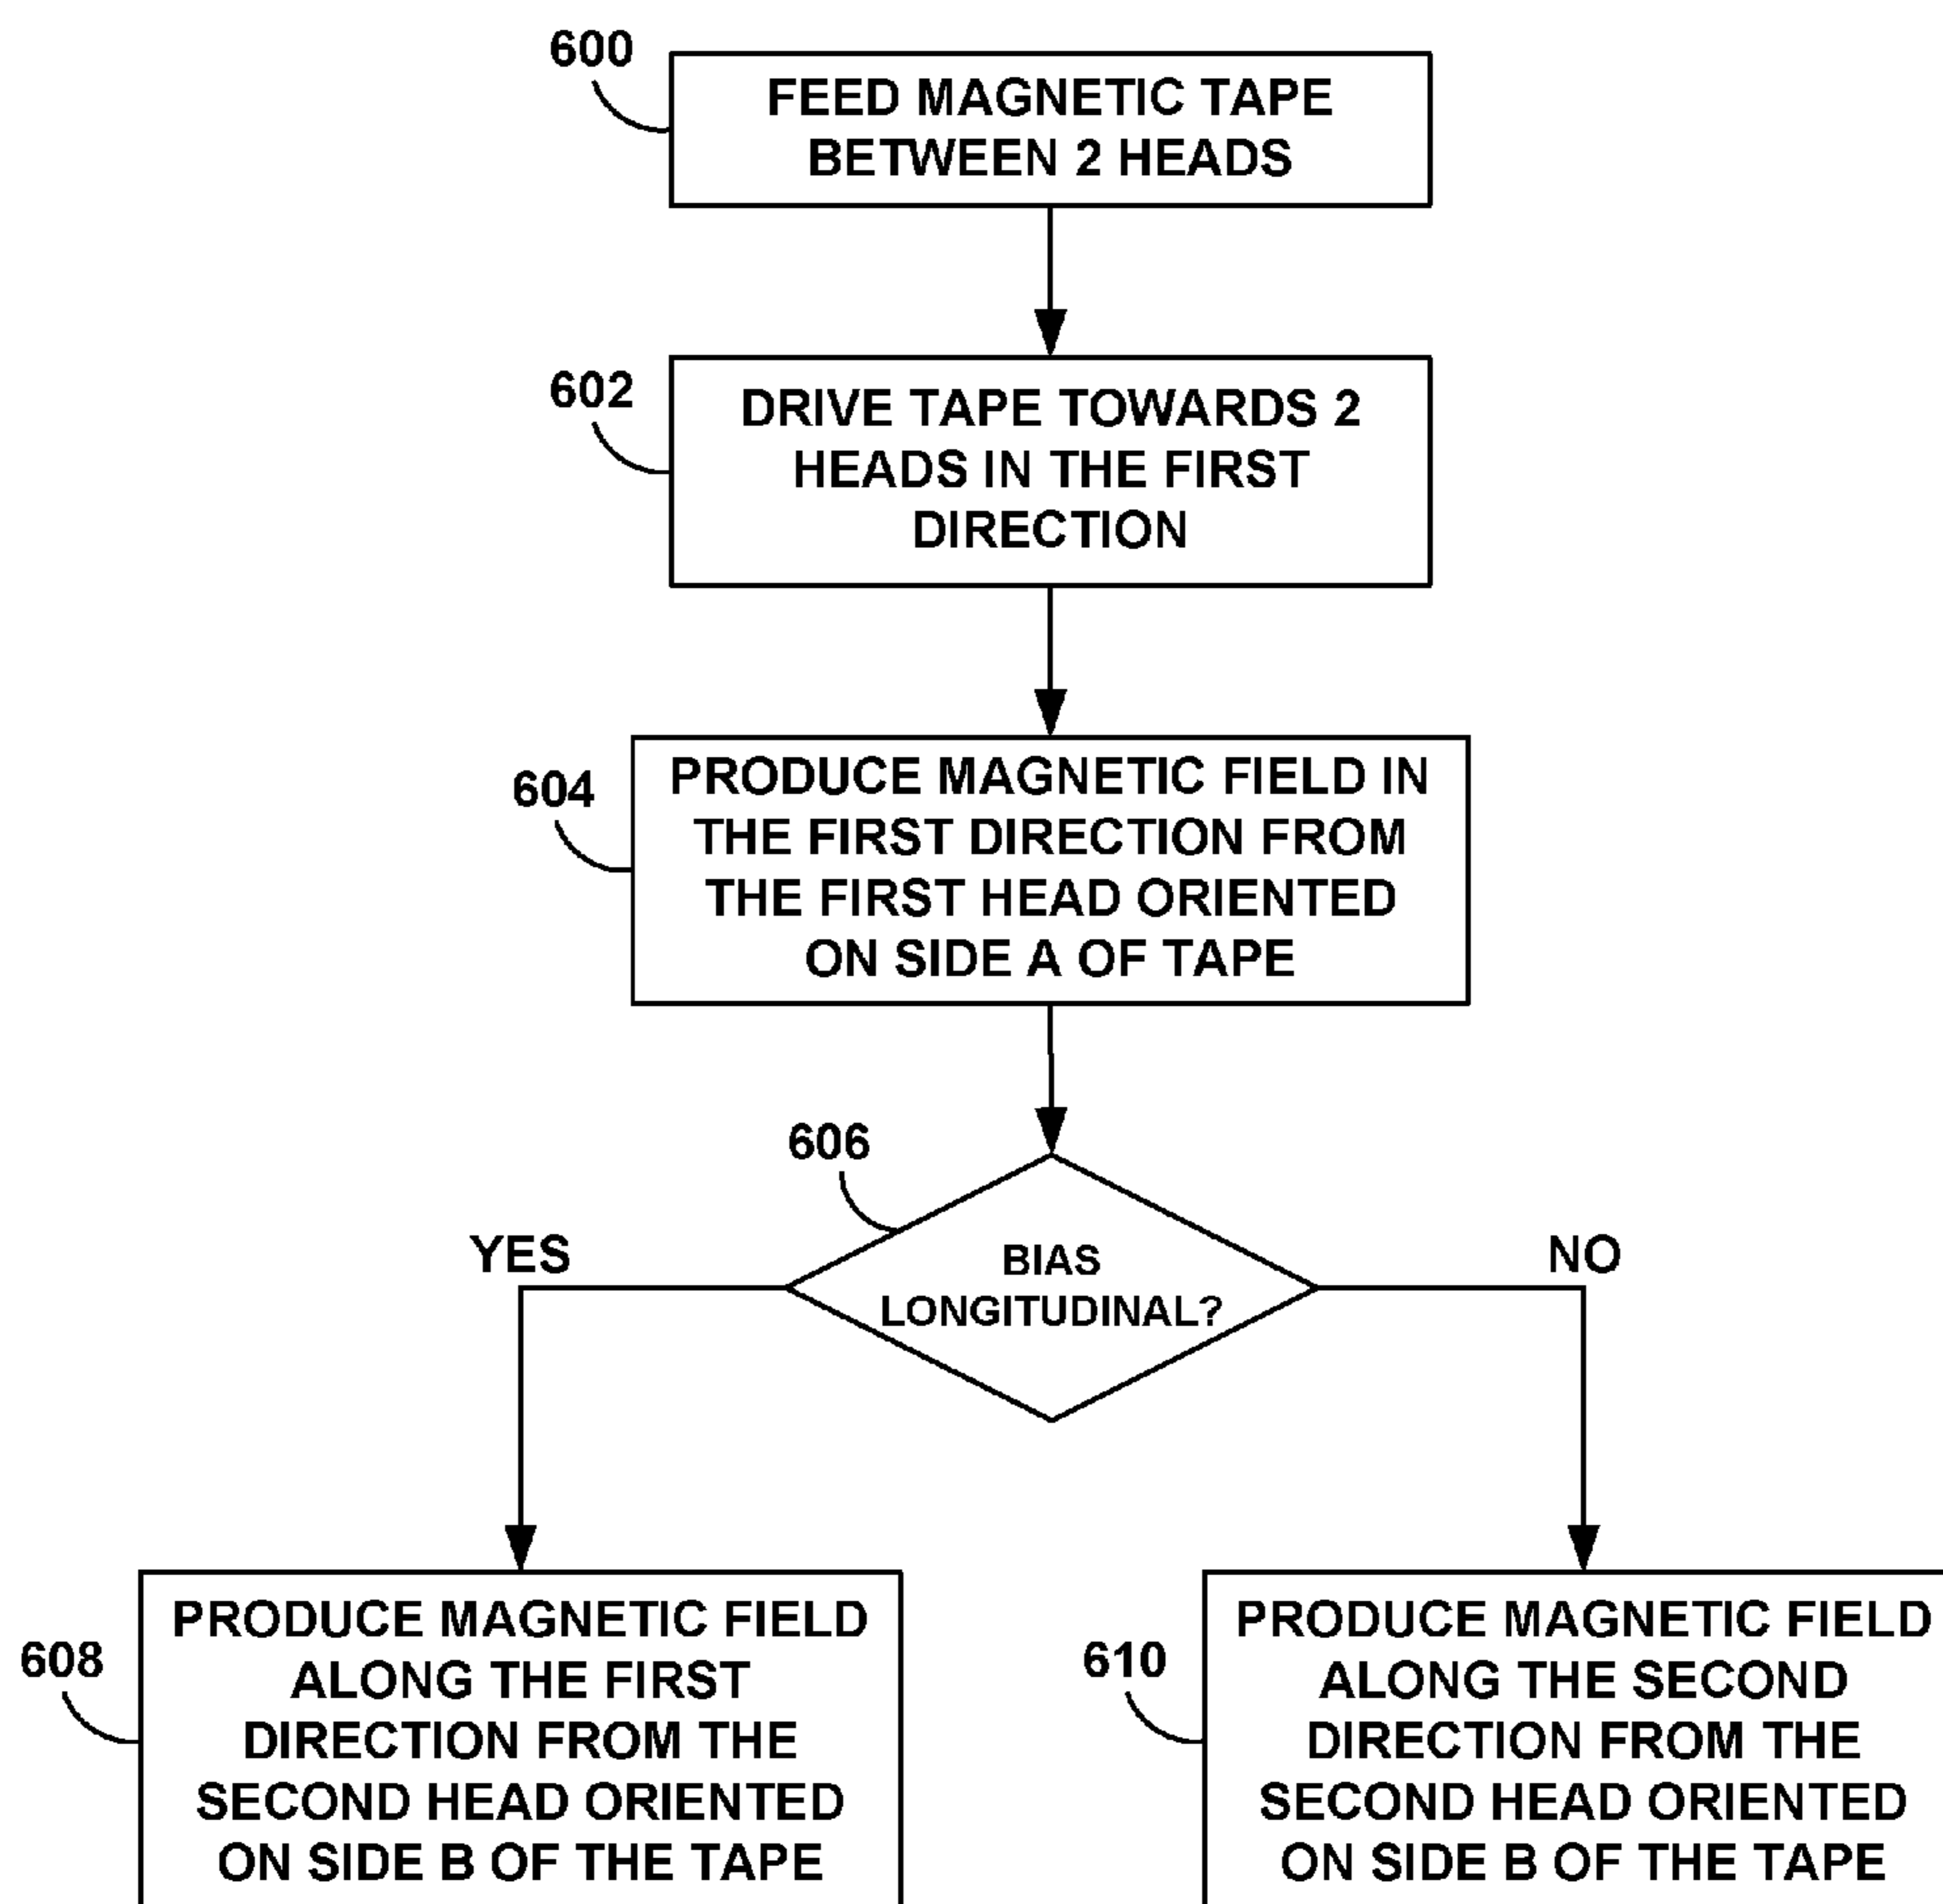 600
FEED MAGNETIC TAPE
BETWEEN 2 HEADS
602
DRIVE TAPE TOWARDS 2
HEADS IN THE FIRST
DIRECTION
604
PRODUCE MAGNETIC FIELD IN
THE FIRST DIRECTION FROM
THE FIRST HEAD ORIENTED
ON SIDE A OF TAPE
606
BIAS
LONGITUDINAL?
YES
NO
608
PRODUCE MAGNETIC FIELD
ALONG THE FIRST
DIRECTION FROM THE
SECOND HEAD ORIENTED
ON SIDE B OF THE TAPE
610
PRODUCE MAGNETIC FIELD
ALONG THE SECOND
DIRECTION FROM THE
SECOND HEAD ORIENTED
ON SIDE B OF THE TAPE